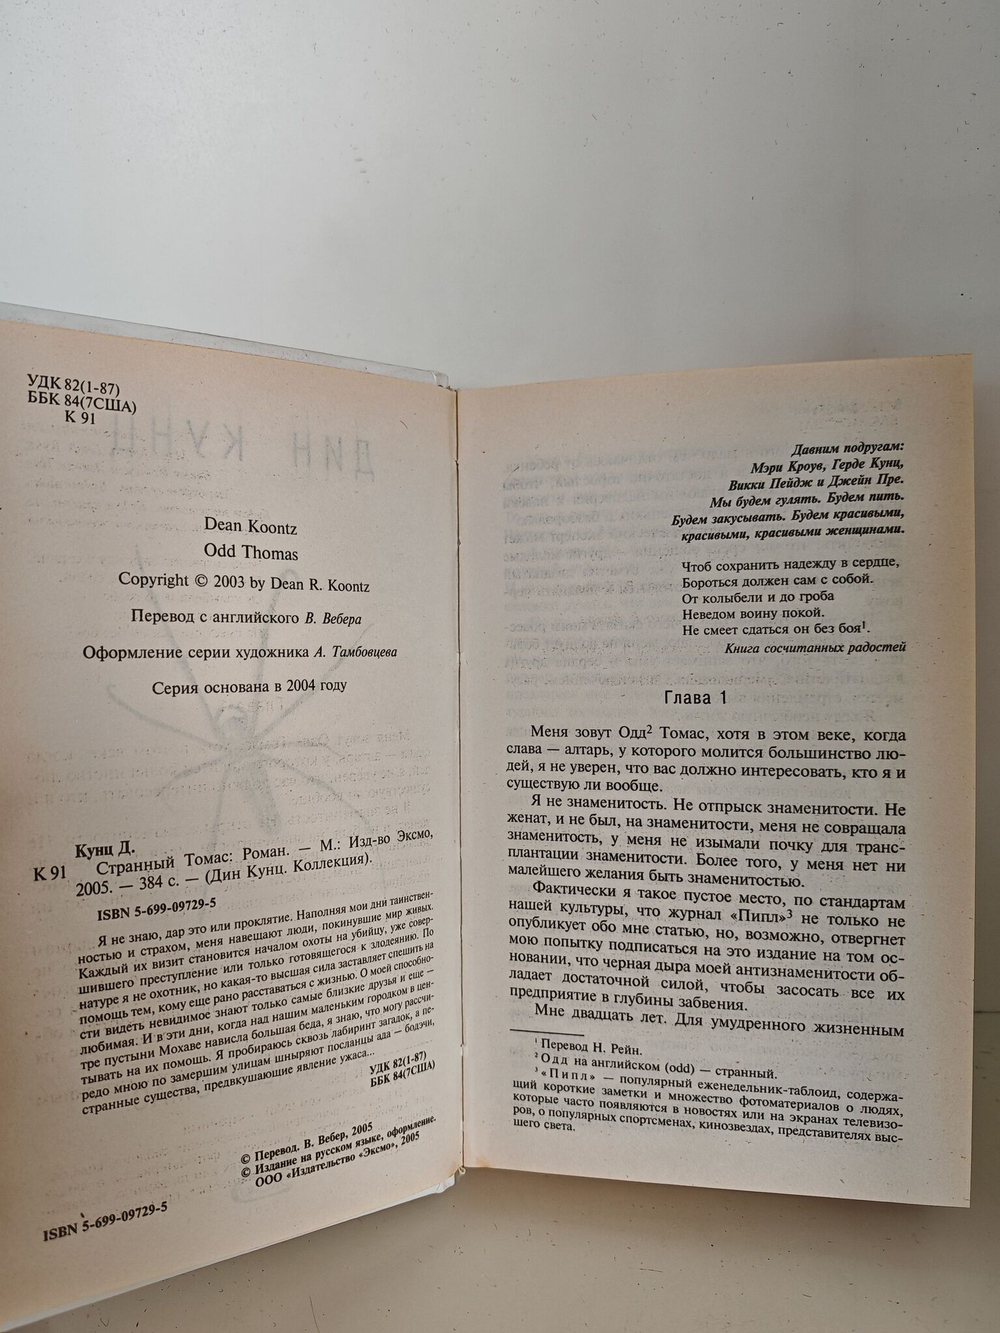 УДК 82(1-87)
ББК 84(7США)
К 91
Dean Koontz
Odd Thomas
Copyright © 2003 by Dean R. Koontz
Перевод с английского В. Вебера
Оформление серии художника А. Тамбовцева
Серия основана в 2004 году
Кунц Д.
К 91 Странный Томас: Роман. — М.: Изд-во Эксмо,
2005. — 384 с. — (Дин Кунц. Коллекция).
ISBN 5-699-09729-5
Я не знаю, дар это или проклятие. Наполняя мои дни таинствен-
ностью и страхом, меня навещают люди, покинувшие мир живых.
Каждый их визит становится началом охоты на убийцу, уже совер-
шившего преступление или только готовящегося к злодеянию. По
натуре я не охотник, но какая-то высшая сила заставляет спешить на
помощь тем, кому еще рано расставаться с жизнью. О моей способно-
сти видеть невидимое знают только самые близкие друзья и еще —
любимая. И в эти дни, когда над нашим маленьким городком в цен-
тре пустыни Мохаве нависла большая беда, я знаю, что могу рассчи-
тывать на их помощь. Я пробираюсь сквозь лабиринт загадок, а пе-
редо мною по замершим улицам шныряют посланцы ада — бодэчи,
странные существа, предвкушающие явление ужаса...
УДК 82(1-87)
ББК 84(7США)
© Перевод. В. Вебер, 2005
© Издание на русском языке, оформление.
ООО «Издательство «Эксмо», 2005
ISBN 5-699-09729-5
Давним подругам:
Мэри Кроув, Герде Кунц,
Викки Пейдж и Джейн Пре.
Мы будем гулять. Будем пить.
Будем закусывать. Будем красивыми,
красивыми, красивыми женщинами.
Чтоб сохранить надежду в сердце,
Бороться должен сам с собой.
От колыбели и до гроба
Неведом воину покой.
Не смеет сдаться он без боя¹.
Книга сосчитанных радостей
Глава 1
Меня зовут Одд² Томас, хотя в этом веке, когда
слава — алтарь, у которого молится большинство лю-
дей, я не уверен, что вас должно интересовать, кто я и
существую ли вообще.
Я не знаменитость. Не отпрыск знаменитости. Не
женат, и не был, на знаменитости, меня не совращала
знаменитость, у меня не изымали почку для транс-
плантации знаменитости. Более того, у меня нет ни
малейшего желания быть знаменитостью.
Фактически я такое пустое место, по стандартам
нашей культуры, что журнал «Пипл»³ не только не
опубликует обо мне статью, но, возможно, отвергнет
мою попытку подписаться на это издание на том ос-
новании, что черная дыра моей антизнаменитости об-
ладает достаточной силой, чтобы засосать все их
предприятие в глубины забвения.
Мне двадцать лет. Для умудренного жизненным
¹ Перевод Н. Рейн.
² Одд на английском (odd) — странный.
³ «Пипл» — популярный еженедельник-таблоид, содержа-
щий короткие заметки и множество фотоматериалов о людях,
которые часто появляются в новостях или на экранах телевизо-
ров, о популярных спортсменах, кинозвездах, представителях выс-
шего света.